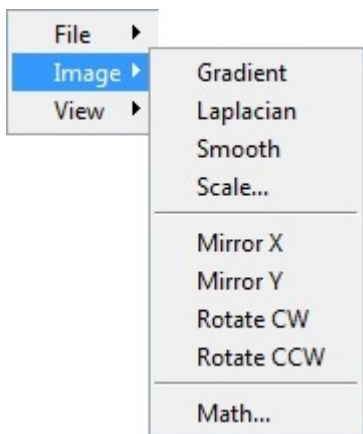 File
Image
View
Gradient
Laplacian
Smooth
Scale...
Mirror X
Mirror Y
Rotate CW
Rotate CCW
Math...